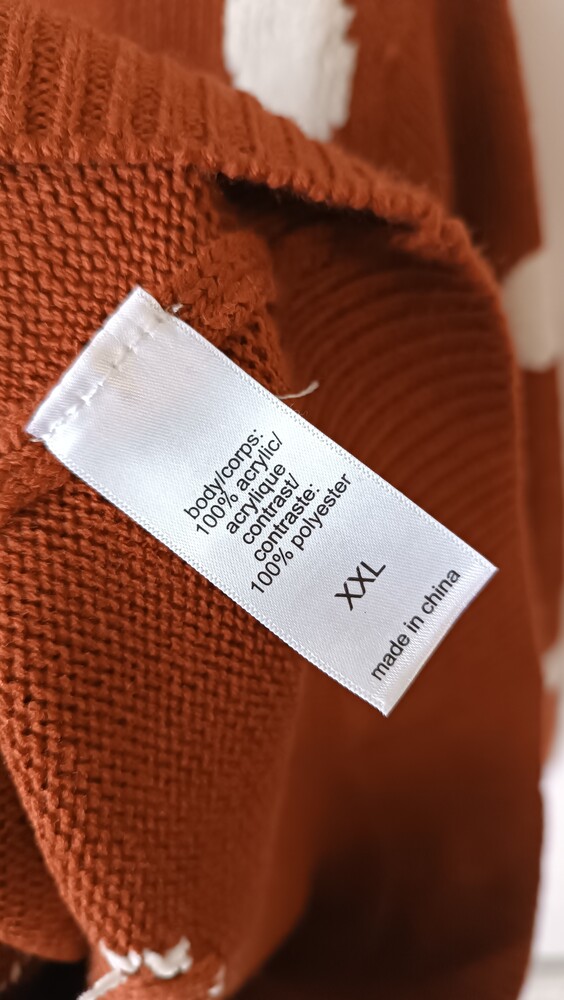 body/corps:
100% acrylic/
acrylique
contrast/
contraste:
100% polyester
XXL
made in china